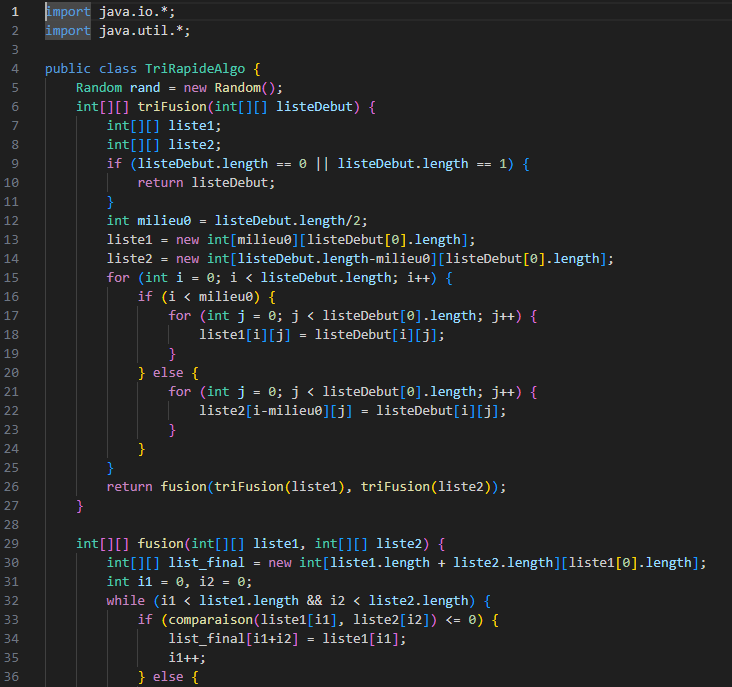 1 import java.io.*;
2 import java.util.*;
3
4 public class TriRapideAlgo {
5     Random rand = new Random();
6     int[][] triFusion(int[][] listeDebut) {
7         int[][] liste1;
8         int[][] liste2;
9         if (listeDebut.length == 0 || listeDebut.length == 1) {
10             return listeDebut;
11         }
12         int milieu0 = listeDebut.length/2;
13         liste1 = new int[milieu0][listeDebut[0].length];
14         liste2 = new int[listeDebut.length-milieu0][listeDebut[0].length];
15         for (int i = 0; i < listeDebut.length; i++) {
16             if (i < milieu0) {
17                 for (int j = 0; j < listeDebut[0].length; j++) {
18                     liste1[i][j] = listeDebut[i][j];
19                 }
20             } else {
21                 for (int j = 0; j < listeDebut[0].length; j++) {
22                     liste2[i-milieu0][j] = listeDebut[i][j];
23                 }
24             }
25         }
26         return fusion(triFusion(liste1), triFusion(liste2));
27     }
28
29     int[][] fusion(int[][] liste1, int[][] liste2) {
30         int[][] list_final = new int[liste1.length + liste2.length][liste1[0].length];
31         int i1 = 0, i2 = 0;
32         while (i1 < liste1.length && i2 < liste2.length) {
33             if (comparaison(liste1[i1], liste2[i2]) <= 0) {
34                 list_final[i1+i2] = liste1[i1];
35                 i1++;
36             } else {